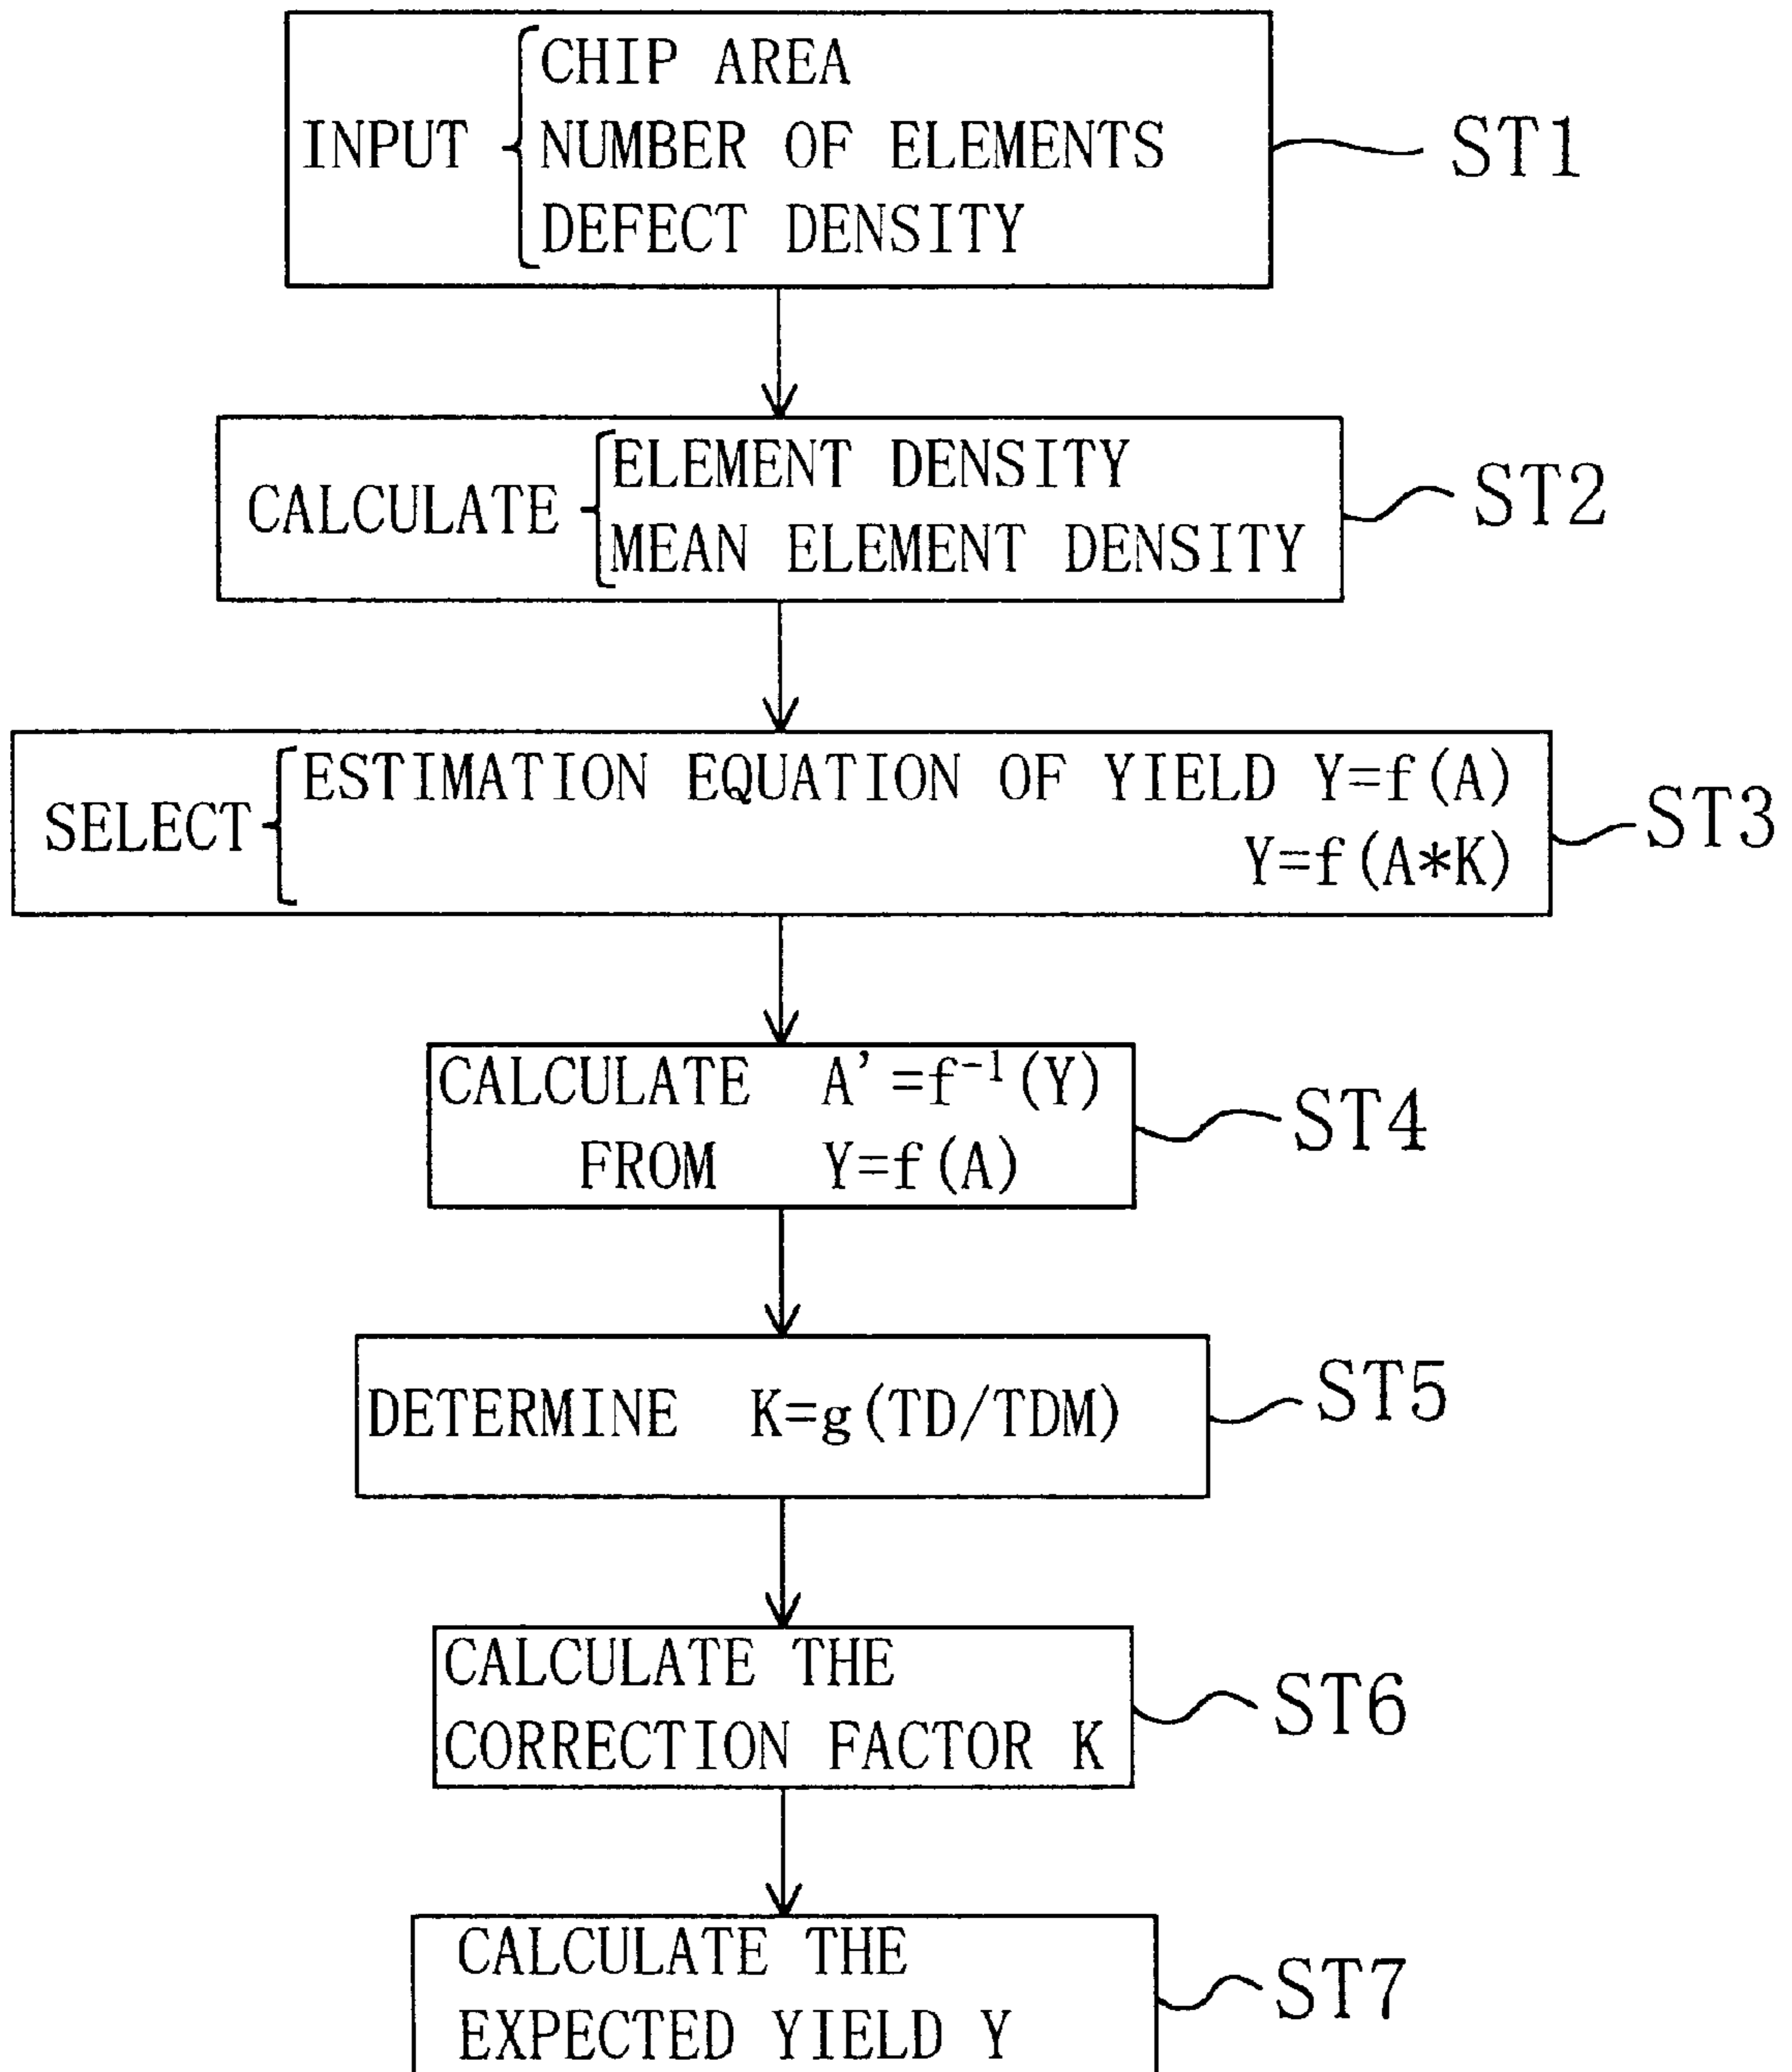 CHIP AREA
INPUT NUMBER OF ELEMENTS
DEFECT DENSITY
ST1
ELEMENT DENSITY
CALCULATE
MEAN ELEMENT DENSITY
ST2
ESTIMATION EQUATION OF YIELD Y=f(A)
SELECT
Y=f(A*K)
ST3
CALCULATE A'=f⁻¹(Y)
FROM Y=f(A)
ST4
DETERMINE K=g(TD/TDM)
ST5
CALCULATE THE
CORRECTION FACTOR K
ST6
CALCULATE THE
EXPECTED YIELD Y
ST7